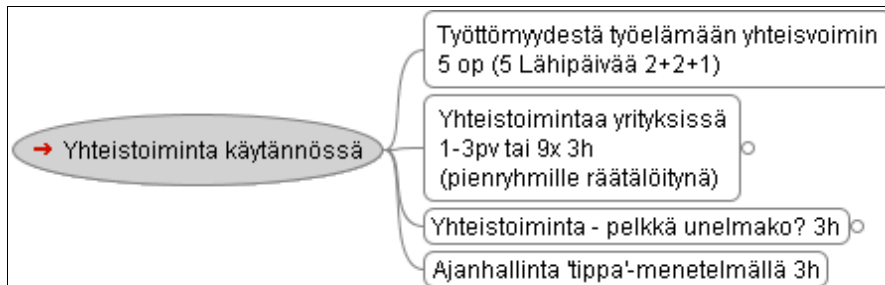 Yhteistoiminta käytännössä
Työttömyydestä työelämään yhteisvoimin
5 op (5 Lähipäivää 2+2+1)
Yhteistoimintaa yrityksissä
1-3pv tai 9x 3h
(pienryhmille räätälöitynä)
Yhteistoiminta - pelkkä unelmako? 3h
Ajanhallinta 'tippa'-menetelmällä 3h